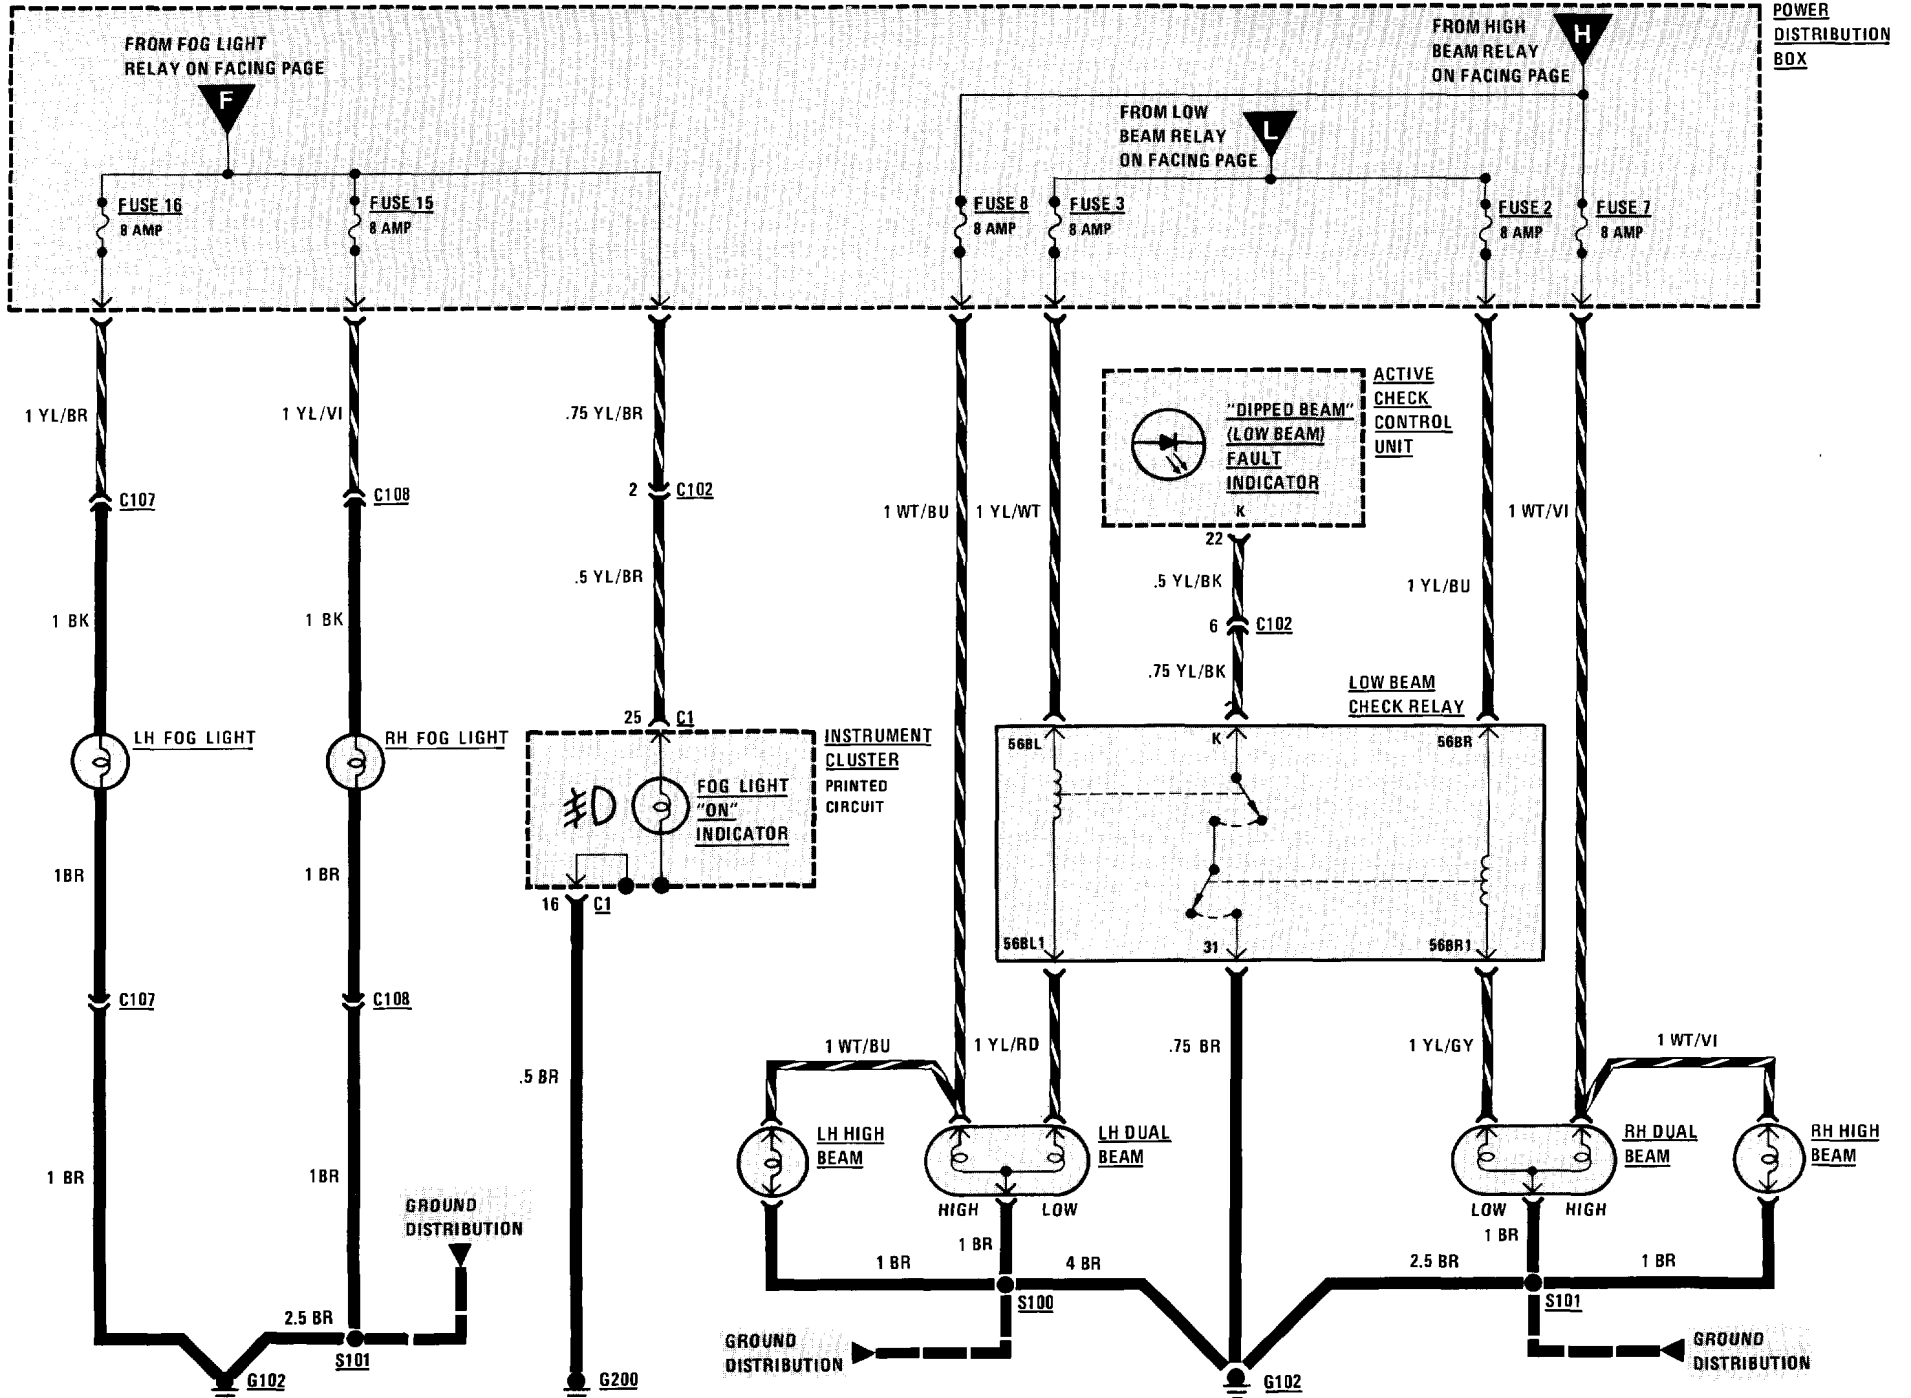 POWER
DISTRIBUTION
BOX
FROM FOG LIGHT
RELAY ON FACING PAGE
F
FROM HIGH
BEAM RELAY
ON FACING PAGE
H
FROM LOW
BEAM RELAY
ON FACING PAGE
L
FUSE 16
8 AMP
FUSE 15
8 AMP
FUSE 8
8 AMP
FUSE 3
8 AMP
FUSE 2
8 AMP
FUSE 7
8 AMP
1 YL/BR
1 YL/VI
.75 YL/BR
ACTIVE
CHECK
CONTROL
UNIT
"DIPPED BEAM"
(LOW BEAM)
FAULT
INDICATOR
K
C107
C108
2
C102
1 WT/BU
1 YL/WT
1 WT/VI
22
.5 YL/BR
.5 YL/BK
1 YL/BU
1 BK
1 BK
6
C102
.75 YL/BK
LOW BEAM
CHECK RELAY
25
C1
LH FOG LIGHT
RH FOG LIGHT
INSTRUMENT
CLUSTER
PRINTED
CIRCUIT
FOG LIGHT
"ON"
INDICATOR
56BL
K
56BR
1BR
1 BR
16
C1
56BL1
31
56BR1
C107
C108
.5 BR
1 WT/BU
1 YL/RD
.75 BR
1 YL/GY
1 WT/VI
LH HIGH
BEAM
LH DUAL
BEAM
RH DUAL
BEAM
RH HIGH
BEAM
1 BR
1BR
GROUND
DISTRIBUTION
HIGH
LOW
LOW
HIGH
1 BR
1 BR
1 BR
4 BR
2.5 BR
1 BR
2.5 BR
S100
S101
S101
GROUND
DISTRIBUTION
GROUND
DISTRIBUTION
G102
G200
G102